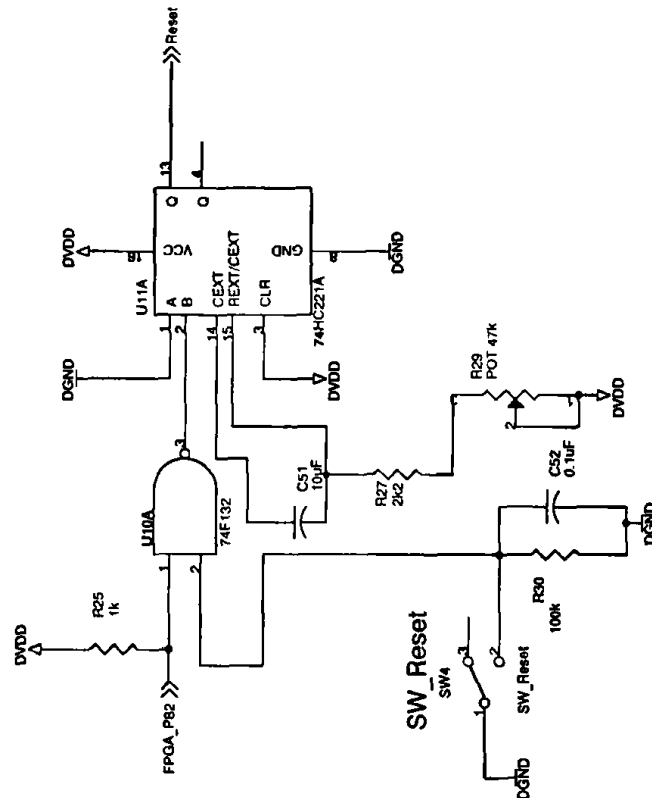 Reset
13
4
DVDD
16
U11A
VCC
Q
Q
A
B
CEXT
REXT/CEXT
CLR
GND
74HC221A
1
2
14
15
3
8
DGND
DGND
DVDD
U10A
3
74F132
1
2
C51
10µF
R27
2k2
R29
POT 47k
2
1
DVDD
R25
1k
DVDD
FPGA_P82
C52
0.1uF
R30
100k
DGND
SW_Reset
SW4
3
2
1
SW_Reset
DGND